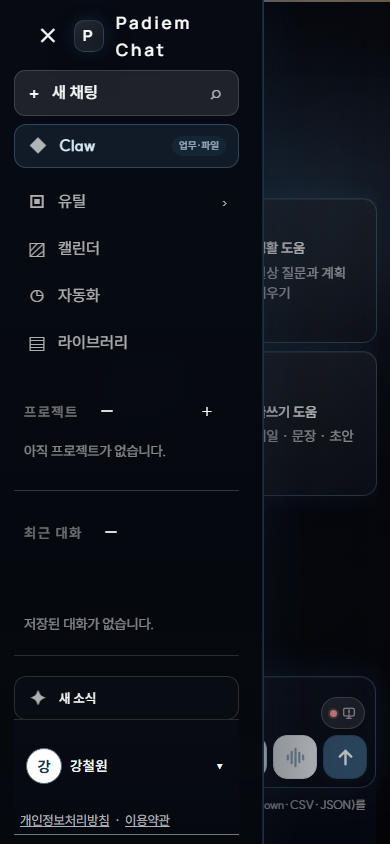 P
Padiem
Chat
+ 새 채팅
Claw 업무·파일
유틸
캘린더
자동화
라이브러리
프로젝트
아직 프로젝트가 없습니다.
최근 대화
저장된 대화가 없습니다.
새 소식
강 강철원
개인정보처리방침 · 이용약관
도움
질문과 계획
우기
쓰기 도움
일 · 문장 · 초안
own·CSV·JSON)를